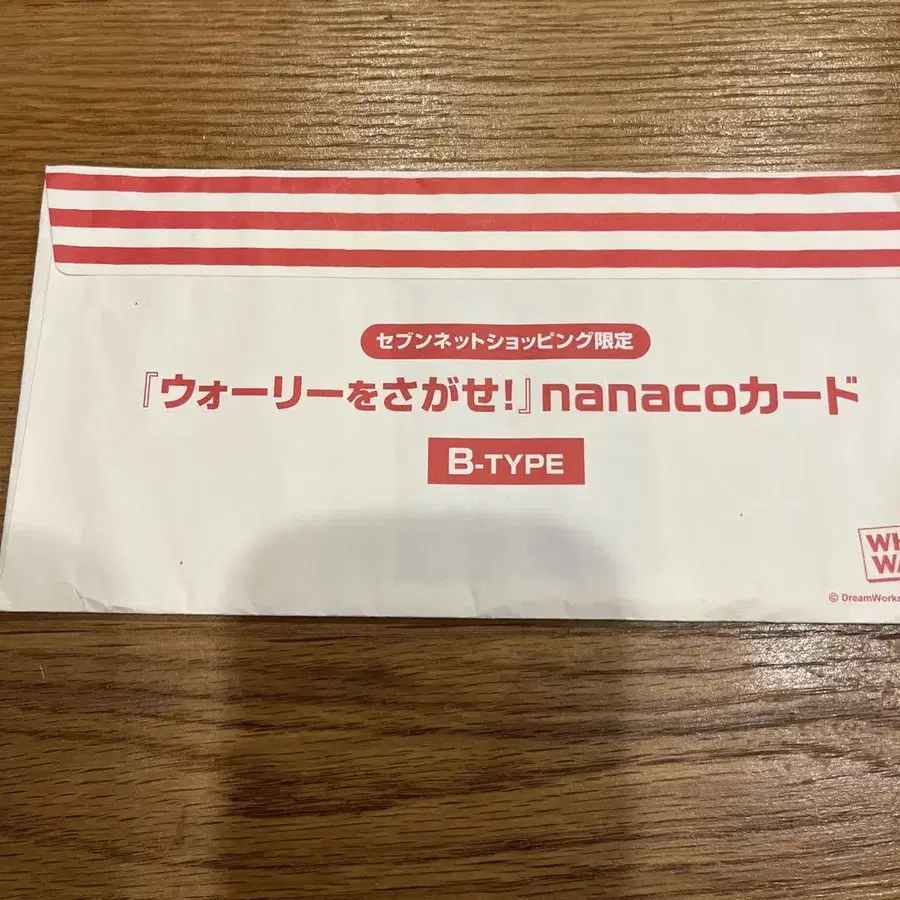 セブンネットショッピング限定
『ウォーリーをさがせ!』nanacoカード
B-TYPE
© DreamWorks